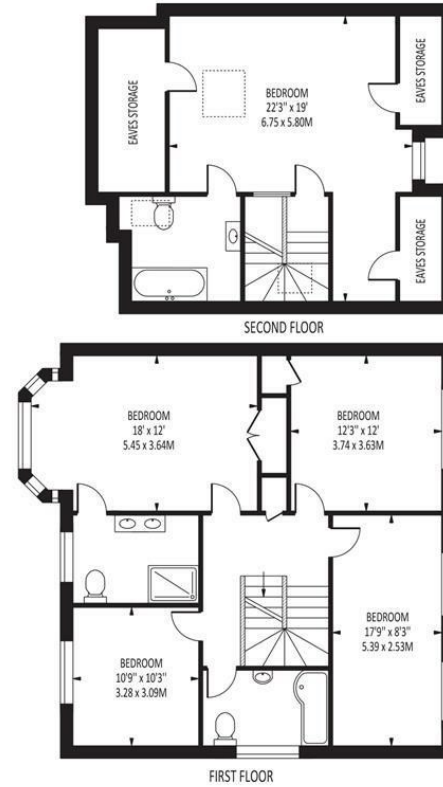 EAVES STORAGE
BEDROOM
22'3" x 19'
6.75 x 5.80M
EAVES STORAGE
EAVES STORAGE
SECOND FLOOR
BEDROOM
18' x 12'
5.45 x 3.64M
BEDROOM
12'3" x 12'
3.74 x 3.63M
BEDROOM
17'9" x 8'3"
5.39 x 2.53M
BEDROOM
10'9" x 10'3"
3.28 x 3.09M
FIRST FLOOR